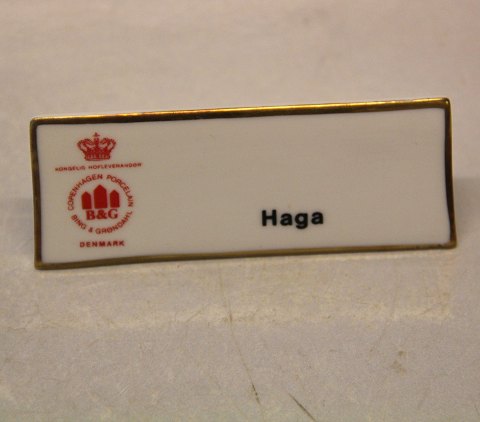 KONGELIG HOFLEVERANDØR
COPENHAGEN PORCELAIN
B&G
BING & GRØNDAHL
DENMARK
Haga